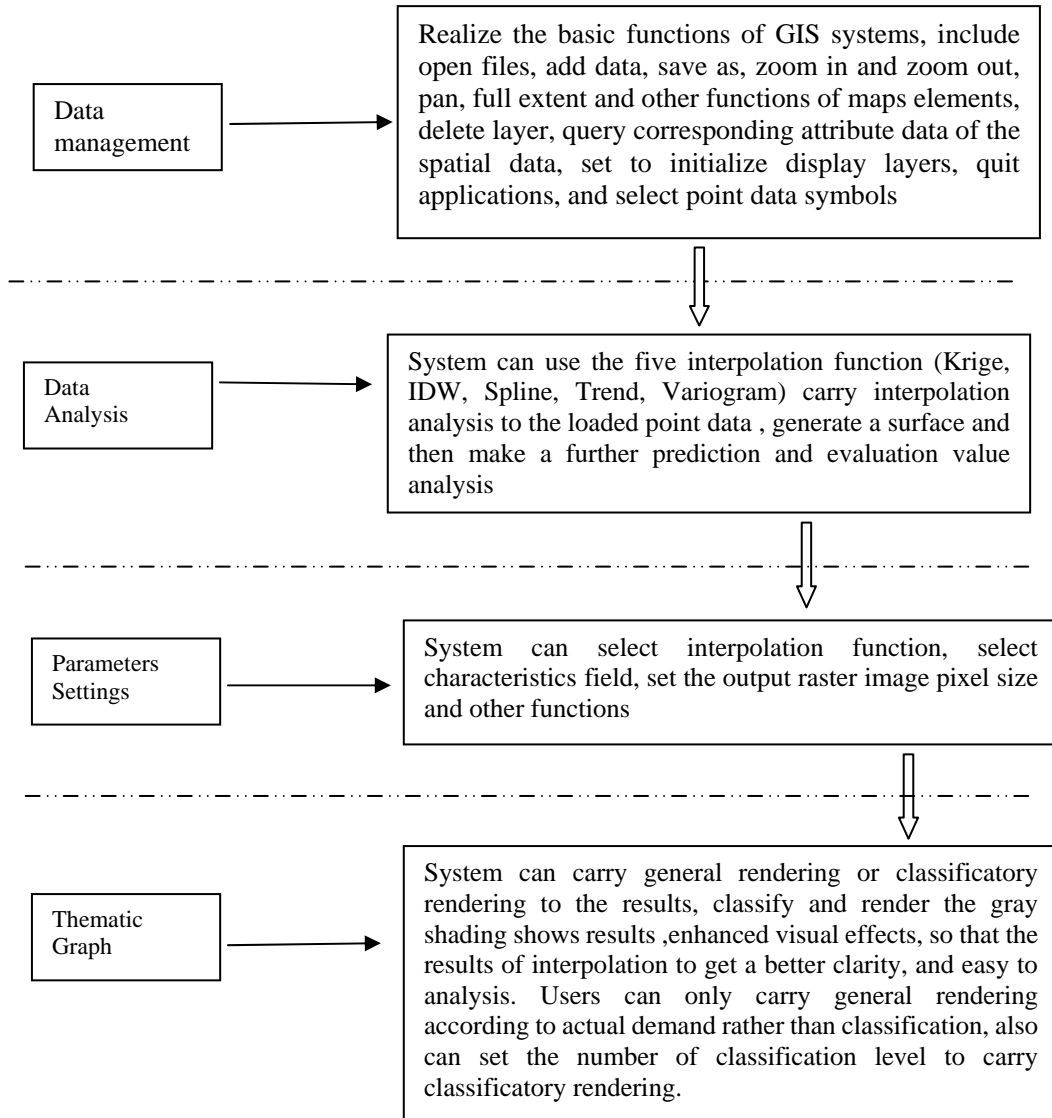 Data
management
Realize the basic functions of GIS systems, include
open files, add data, save as, zoom in and zoom out,
pan, full extent and other functions of maps elements,
delete layer, query corresponding attribute data of the
spatial data, set to initialize display layers, quit
applications, and select point data symbols
Data
Analysis
System can use the five interpolation function (Krige,
IDW, Spline, Trend, Variogram) carry interpolation
analysis to the loaded point data , generate a surface and
then make a further prediction and evaluation value
analysis
Parameters
Settings
System can select interpolation function, select
characteristics field, set the output raster image pixel size
and other functions
Thematic
Graph
System can carry general rendering or classificatory
rendering to the results, classify and render the gray
shading shows results ,enhanced visual effects, so that the
results of interpolation to get a better clarity, and easy to
analysis. Users can only carry general rendering
according to actual demand rather than classification, also
can set the number of classification level to carry
classificatory rendering.